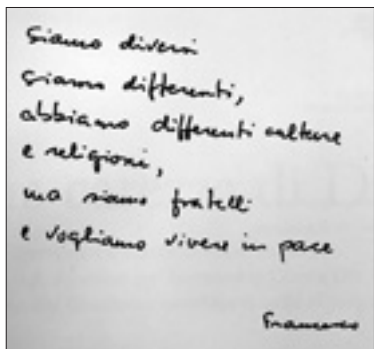 Siamo diversi
siamo differenti,
abbiamo differenti culture
e religioni,
ma siamo fratelli
e vogliamo vivere in pace
Francesco